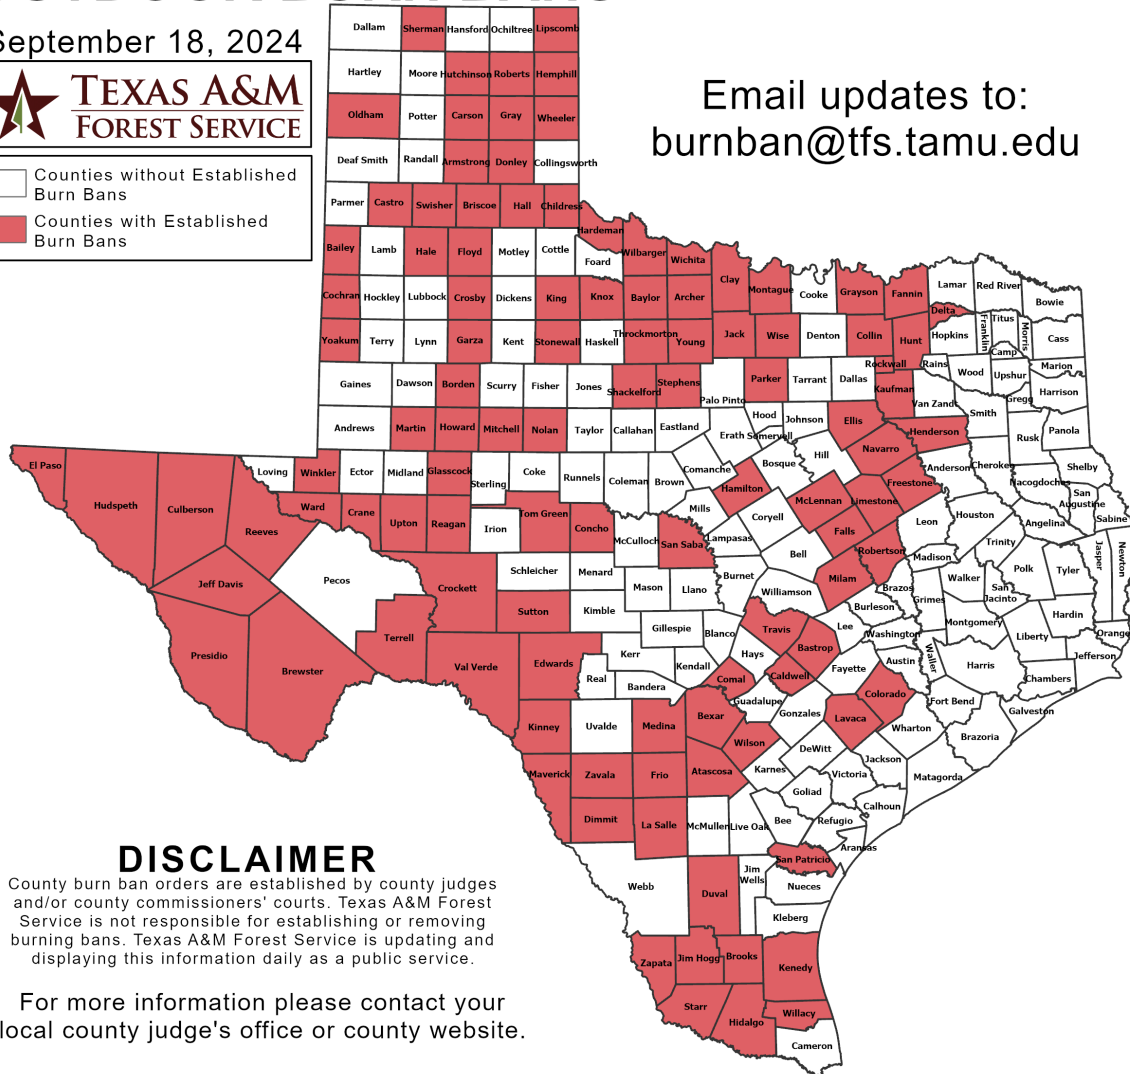 September 18, 2024
TEXAS A&M
FOREST SERVICE
Counties without Established
Burn Bans
Counties with Established
Burn Bans
Email updates to:
burnban@tfs.tamu.edu
Dallam Sherman Hansford Ochiltree Lipscomb
Hartley Moore Hutchinson Roberts Hemphill
Oldham Potter Carson Gray Wheeler
Deaf Smith Randall Armstrong Donley Collingsworth
Parmer Castro Swisher Briscoe Hall Childress
Hardeman
Bailey Lamb Hale Floyd Motley Cottle Foard Wilbarger Wichita
Clay Montague Cooke Grayson Fannin Lamar Red River Bowie
Cochran Hockley Lubbock Crosby Dickens King Knox Baylor Archer
Delta Titus Franklin Morris
Yoakum Terry Lynn Garza Kent Stonewall Haskell Throckmorton Young Jack Wise Denton Collin Hunt Hopkins Camp Cass
Rockwall Rains Wood Upshur Marion
Gaines Dawson Borden Scurry Fisher Jones Shackelford Stephens Palo Pinto Parker Tarrant Dallas Kaufman Van Zandt Gregg Harrison
Andrews Martin Howard Mitchell Nolan Taylor Callahan Eastland Erath Hood Somervell Johnson Ellis Henderson Smith Rusk Panola
El Paso Hudspeth Culberson Reeves Loving Winkler Ector Midland Glasscock Sterling Coke Runnels Coleman Brown Comanche Bosque Hill Navarro Anderson Cherokee Nacogdoches Shelby
Ward Crane Upton Reagan Irion Tom Green Concho McCulloch San Saba Mills Hamilton Coryell McLennan Limestone Freestone Leon Houston Angelina San Augustine Sabine
Jeff Davis Pecos Crockett Schleicher Menard Mason Llano Lampasas Burnet Bell Falls Robertson Madison Trinity Polk Tyler Jasper Newton
Presidio Brewster Terrell Val Verde Sutton Kimble Gillespie Blanco Williamson Milam Burleson Brazos Grimes Walker San Jacinto Hardin Orange
Edwards Real Kerr Kendall Bandera Hays Travis Bastrop Lee Washington Montgomery Liberty Jefferson
Comal Caldwell Fayette Austin Waller Harris Chambers
Kinney Uvalde Medina Bexar Guadalupe Gonzales Lavaca Colorado Fort Bend Galveston
Wilson Wharton Brazoria
Maverick Zavala Frio Atascosa Karnes DeWitt Victoria Jackson Matagorda
Dimmit La Salle McMullen Live Oak Bee Goliad Refugio Calhoun Aransas
Webb Duval Jim Wells San Patricio Nueces
Kleberg
Zapata Jim Hogg Brooks Kenedy
Starr Hidalgo Willacy
Cameron
DISCLAIMER
County burn ban orders are established by county judges
and/or county commissioners' courts. Texas A&M Forest
Service is not responsible for establishing or removing
burning bans. Texas A&M Forest Service is updating and
displaying this information daily as a public service.
For more information please contact your
local county judge's office or county website.